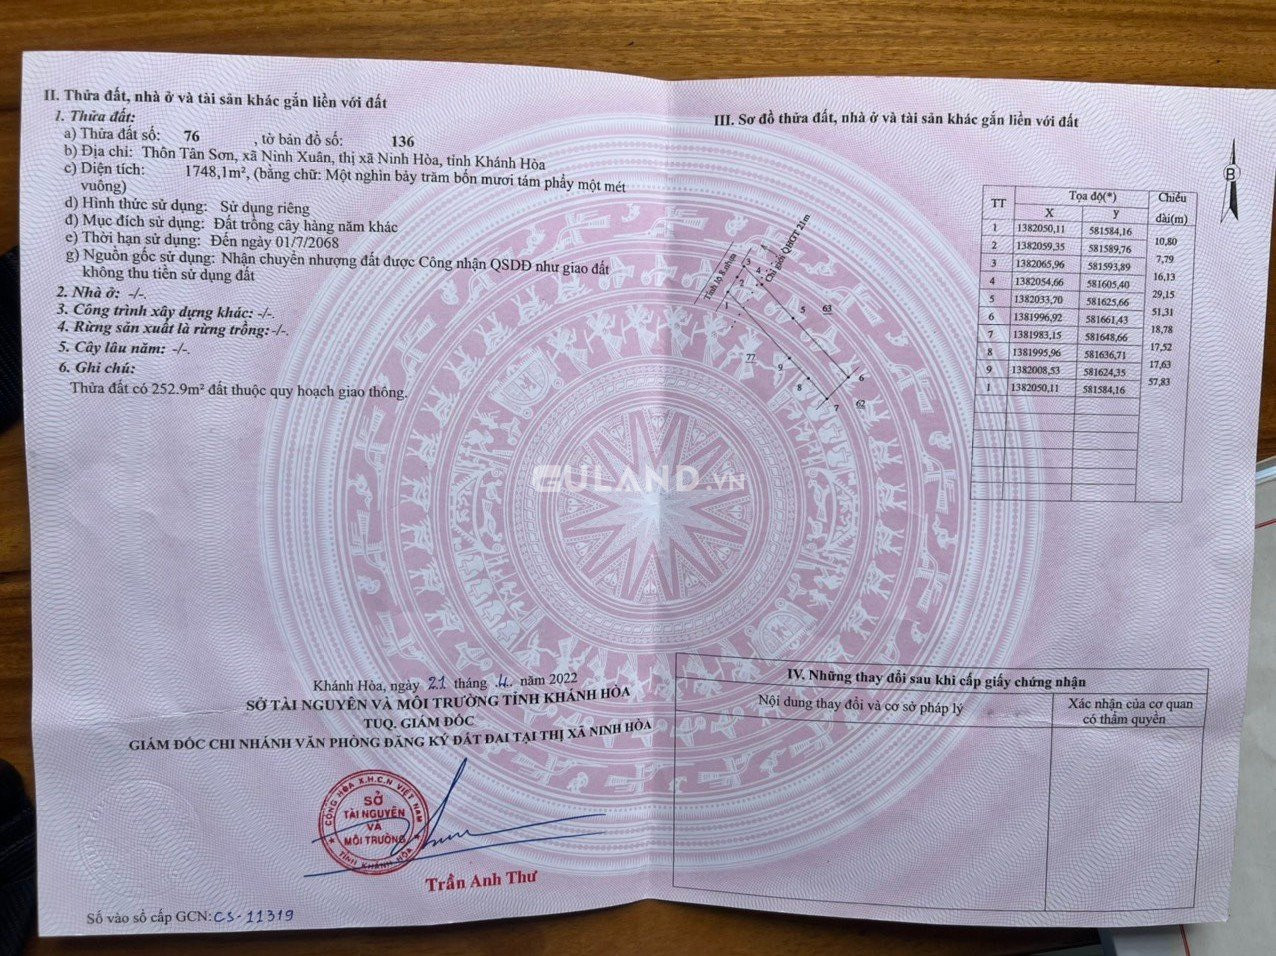 II. Thửa đất, nhà ở và tài sản khác gắn liền với đất
1. Thửa đất:
a) Thửa đất số: 76 , tờ bản đồ số: 136
b) Địa chỉ: Thôn Tân Sơn, xã Ninh Xuân, thị xã Ninh Hòa, tỉnh Khánh Hòa
c) Diện tích: 1748,1m², (bằng chữ: Một nghìn bảy trăm bốn mươi tám phẩy một mét
vuông)
d) Hình thức sử dụng: Sử dụng riêng
đ) Mục đích sử dụng: Đất trồng cây hàng năm khác
e) Thời hạn sử dụng: Đến ngày 01/7/2068
g) Nguồn gốc sử dụng: Nhận chuyển nhượng đất được Công nhận QSDĐ như giao đất
không thu tiền sử dụng đất
2. Nhà ở: -/-.
3. Công trình xây dựng khác: -/-.
4. Rừng sản xuất là rừng trồng: -/-.
5. Cây lâu năm: -/-
6. Ghi chú:
Thửa đất có 252.9m² đất thuộc quy hoạch giao thông.
Khánh Hòa, ngày 21 tháng 4 năm 2022
SỞ TÀI NGUYÊN VÀ MÔI TRƯỜNG TỈNH KHÁNH HÒA
TUQ. GIÁM ĐỐC
GIÁM ĐỐC CHI NHÁNH VĂN PHÒNG ĐĂNG KÝ ĐẤT ĐAI TẠI THỊ XÃ NINH HÒA
CỘNG HÒA X.H.C.N VIỆT NAM
SỞ
TÀI NGUYÊN
VÀ
MÔI TRƯỜNG
TỈNH KHÁNH HÒA
Trần Anh Thư
Số vào sổ cấp GCN: CS-11319
III. Sơ đồ thửa đất, nhà ở và tài sản khác gắn liền với đất
B
Chỉ giới QHGT 21m
1
2
3
4
5
6
7
8
9
63
77
62
TT Tọa độ(*) Chiều
X y dài(m)
1 1382050,11 581584,16
10,80
2 1382059,35 581589,76
7,79
3 1382065,96 581593,89
16,13
4 1382054,66 581605,40
29,15
5 1382033,70 581625,66
51,31
6 1381996,92 581661,43
18,78
7 1381983,15 581648,66
17,52
8 1381995,96 581636,71
17,63
9 1382008,53 581624,35
57,83
1 1382050,11 581584,16
IV. Những thay đổi sau khi cấp giấy chứng nhận
Nội dung thay đổi và cơ sở pháp lý
Xác nhận của cơ quan
có thẩm quyền
GULAND.VN